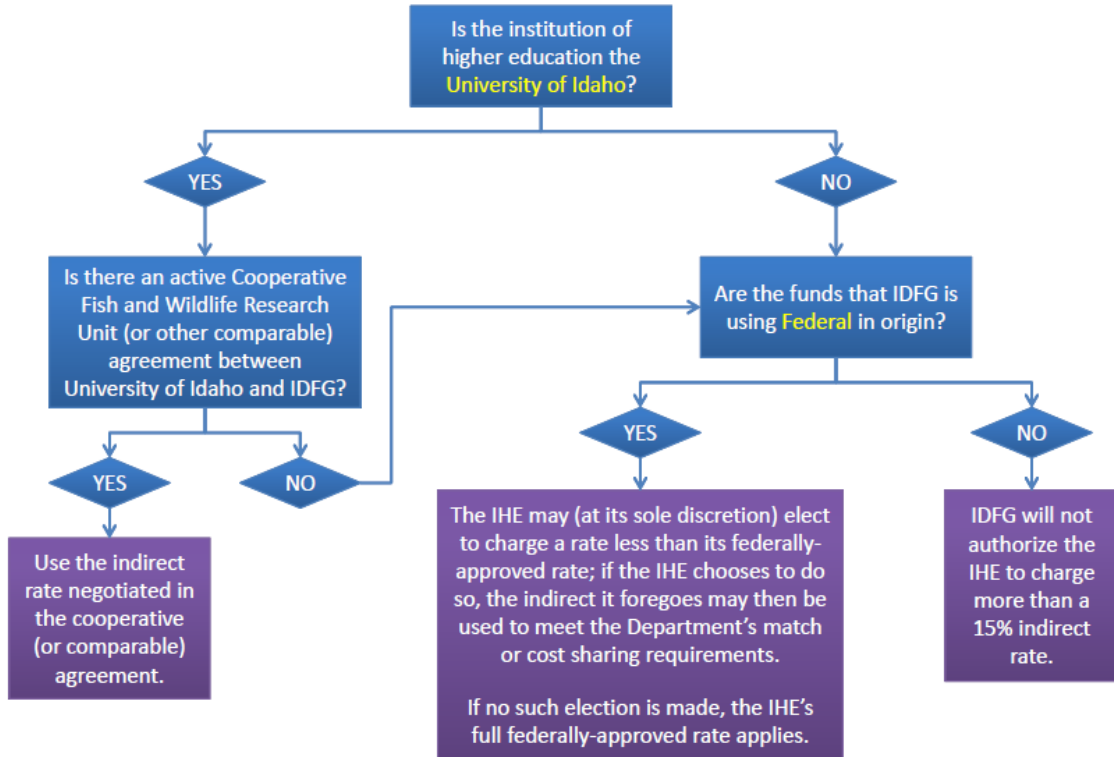 Is the institution of
higher education the
University of Idaho?
YES
NO
Is there an active Cooperative
Fish and Wildlife Research
Unit (or other comparable)
agreement between
University of Idaho and IDFG?
Are the funds that IDFG is
using Federal in origin?
YES
NO
YES
NO
Use the indirect
rate negotiated in
the cooperative
(or comparable)
agreement.
The IHE may (at its sole discretion) elect
to charge a rate less than its federally-
approved rate; if the IHE chooses to do
so, the indirect it foregoes may then be
used to meet the Department's match
or cost sharing requirements.
If no such election is made, the IHE's
full federally-approved rate applies.
IDFG will not
authorize the
IHE to charge
more than a
15% indirect
rate.